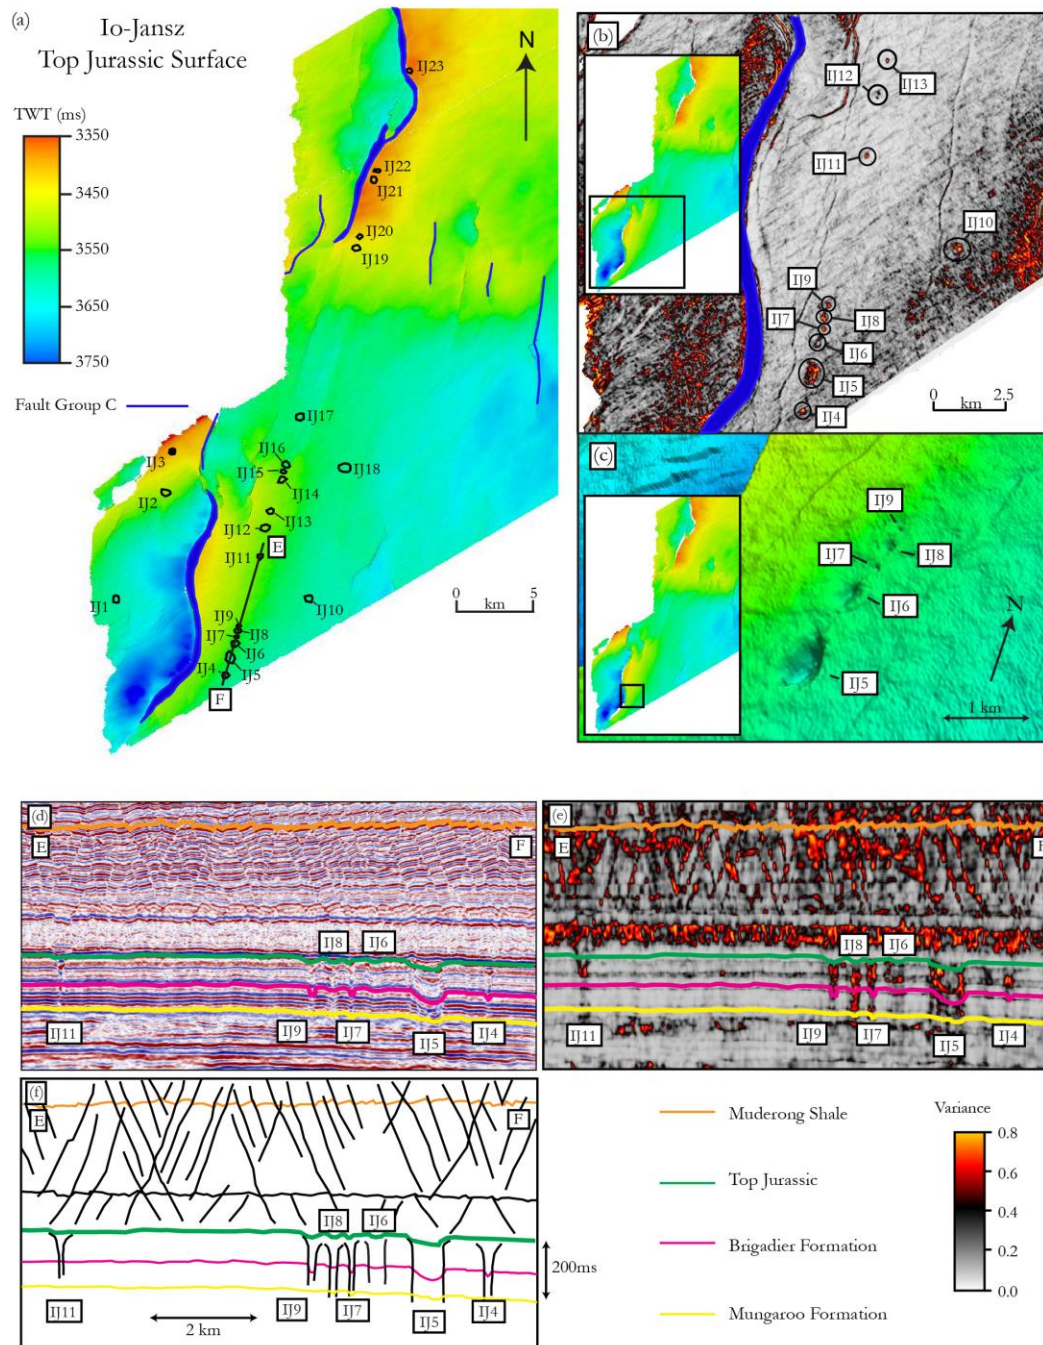 (a)
Io-Jansz
Top Jurassic Surface
N
TWT (ms)
3350
3450
3550
3650
3750
Fault Group C
IJ23
IJ22
IJ21
IJ20
IJ19
IJ17
IJ16
IJ15
IJ18
IJ14
IJ3
IJ2
IJ13
IJ12
E
IJ11
IJ1
IJ10
IJ9
IJ8
IJ7
IJ6
IJ4
IJ5
F
0 5
km
(b)
IJ12
IJ13
IJ11
IJ10
IJ9
IJ7
IJ8
IJ6
IJ5
IJ4
0 2.5
km
(c)
IJ9
IJ7
IJ8
IJ6
IJ5
N
1 km
(d)
E
F
IJ8
IJ6
IJ11
IJ9
IJ7
IJ5
IJ4
(e)
E
F
IJ8
IJ6
IJ11
IJ9
IJ7
IJ5
IJ4
(f)
E
F
IJ8
IJ6
200ms
IJ11
IJ9
IJ7
IJ5
IJ4
2 km
Muderong Shale
Top Jurassic
Brigadier Formation
Mungaroo Formation
Variance
0.8
0.6
0.4
0.2
0.0